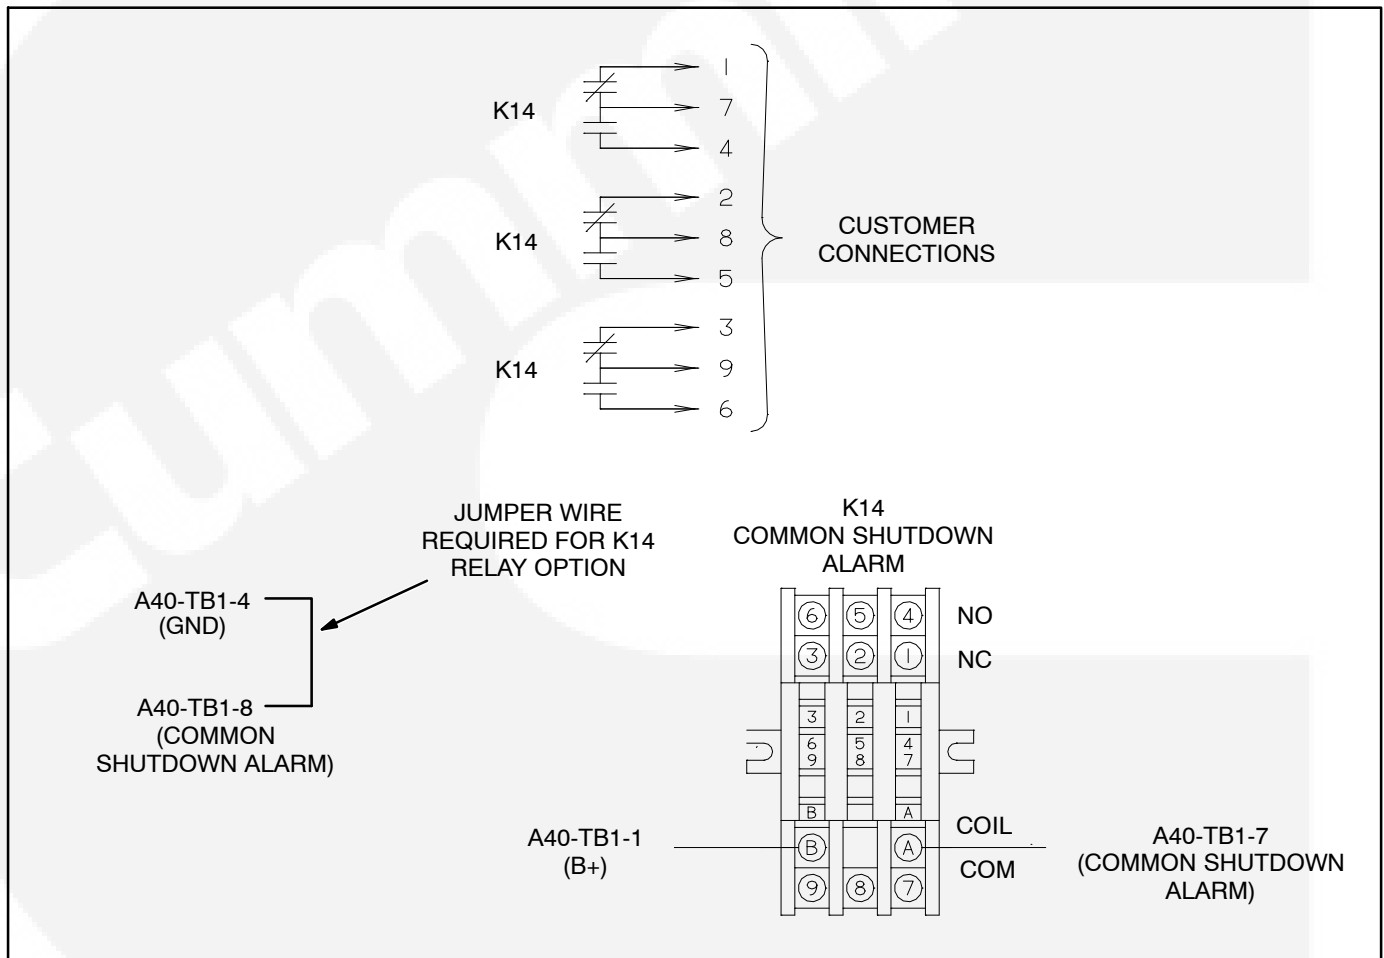 K14
1
7
4
K14
2
8
5
K14
3
9
6
CUSTOMER
CONNECTIONS
JUMPER WIRE
REQUIRED FOR K14
RELAY OPTION
A40-TB1-4
(GND)
A40-TB1-8
(COMMON
SHUTDOWN ALARM)
K14
COMMON SHUTDOWN
ALARM
6 5 4 NO
3 2 1 NC
3 2 1
6 5 4
9 8 7
B A
COIL
B A
COM
9 8 7
A40-TB1-1
(B+)
A40-TB1-7
(COMMON SHUTDOWN
ALARM)